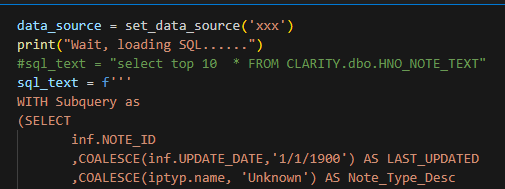 data_source = set_data_source('xxx')
print("Wait, loading SQL......")
#sql_text = "select top 10  * FROM CLARITY.dbo.HNO_NOTE_TEXT"
sql_text = f'''
WITH Subquery as
(SELECT
        inf.NOTE_ID
        ,COALESCE(inf.UPDATE_DATE,'1/1/1900') AS LAST_UPDATED
        ,COALESCE(iptyp.name, 'Unknown') AS Note_Type_Desc